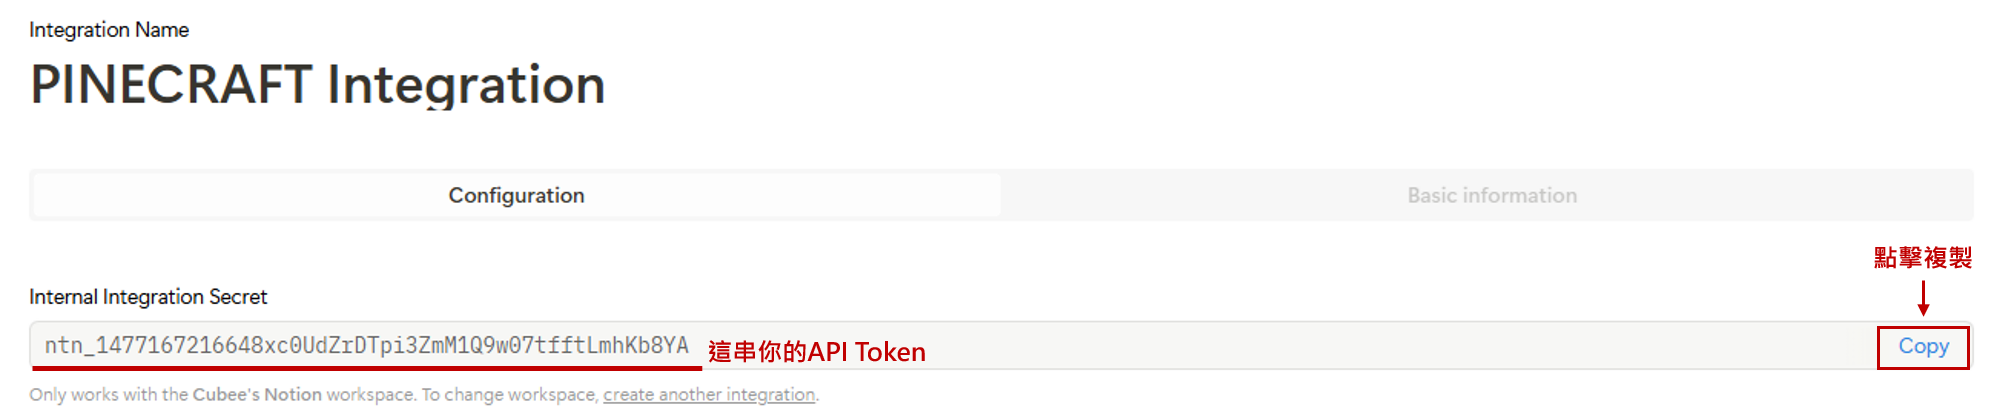 Integration Name
PINECRAFT Integration
Configuration
Basic information
點擊複製
Internal Integration Secret
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
這串你的API Token
Copy
Only works with the Cubee's Notion workspace. To change workspace, create another integration.